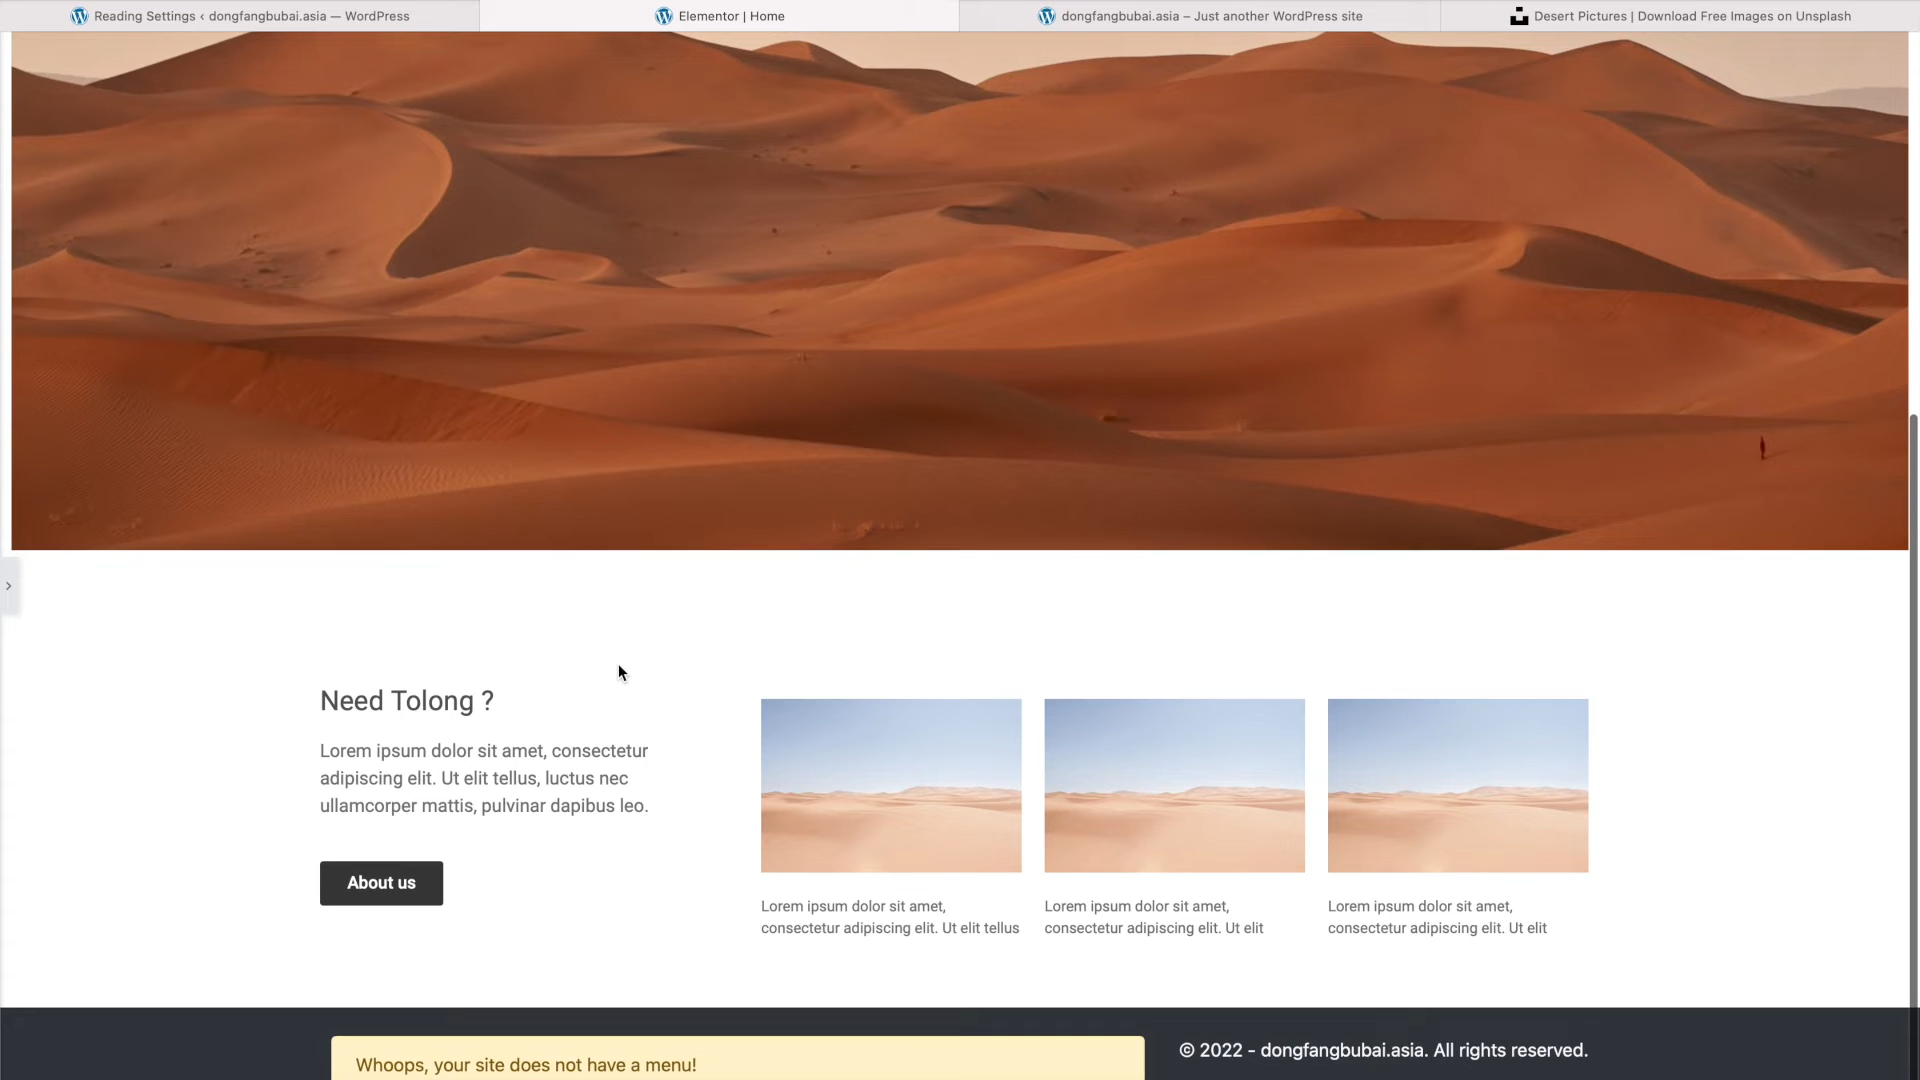 Reading Settings ‹ dongfangbubai.asia — WordPress
Elementor | Home
dongfangbubai.asia – Just another WordPress site
Desert Pictures | Download Free Images on Unsplash
Need Tolong ?
Lorem ipsum dolor sit amet, consectetur
adipiscing elit. Ut elit tellus, luctus nec
ullamcorper mattis, pulvinar dapibus leo.
About us
Lorem ipsum dolor sit amet,
consectetur adipiscing elit. Ut elit tellus
Lorem ipsum dolor sit amet,
consectetur adipiscing elit. Ut elit
Lorem ipsum dolor sit amet,
consectetur adipiscing elit. Ut elit
Whoops, your site does not have a menu!
© 2022 - dongfangbubai.asia. All rights reserved.